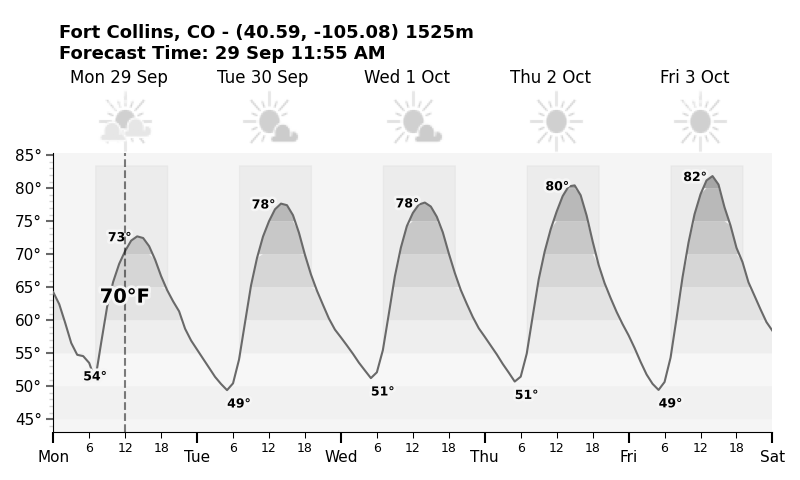 Fort Collins, CO - (40.59, -105.08) 1525m
Forecast Time: 29 Sep 11:55 AM
Mon 29 Sep Tue 30 Sep Wed 1 Oct Thu 2 Oct Fri 3 Oct
85°
80°
75°
70°
65°
60°
55°
50°
45°
73° 78° 78° 80° 82°
70°F
54° 49° 51° 51° 49°
6 12 18 6 12 18 6 12 18 6 12 18 6 12 18
Mon Tue Wed Thu Fri Sat